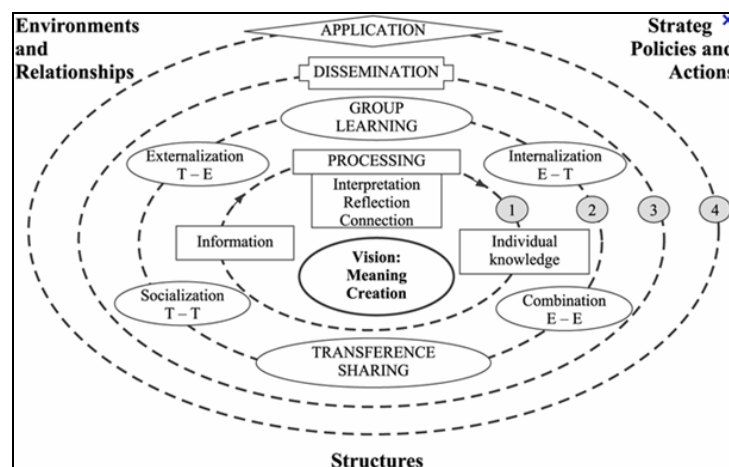 Environments
and
Relationships
Strateg
Policies and
Actions
APPLICATION
DISSEMINATION
GROUP
LEARNING
Externalization
T – E
PROCESSING
Internalization
E – T
Interpretation
Reflection
Connection
1
2
3
4
Information
Individual
knowledge
Vision:
Meaning
Creation
Socialization
T – T
Combination
E – E
TRANSFERENCE
SHARING
Structures